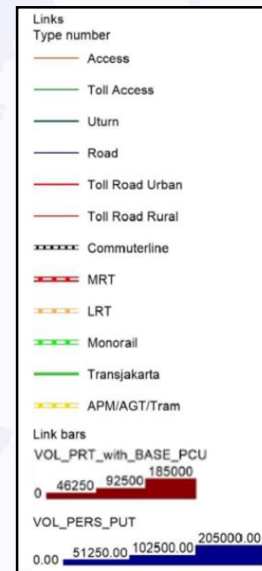 Links
Type number
Access
Toll Access
Uturn
Road
Toll Road Urban
Toll Road Rural
Commuterline
MRT
LRT
Monorail
Transjakarta
APM/AGT/Tram
Link bars
VOL_PRT_with_BASE_PCU
0 46250 92500 185000
VOL_PERS_PUT
0.00 51250.00 102500.00 205000.00